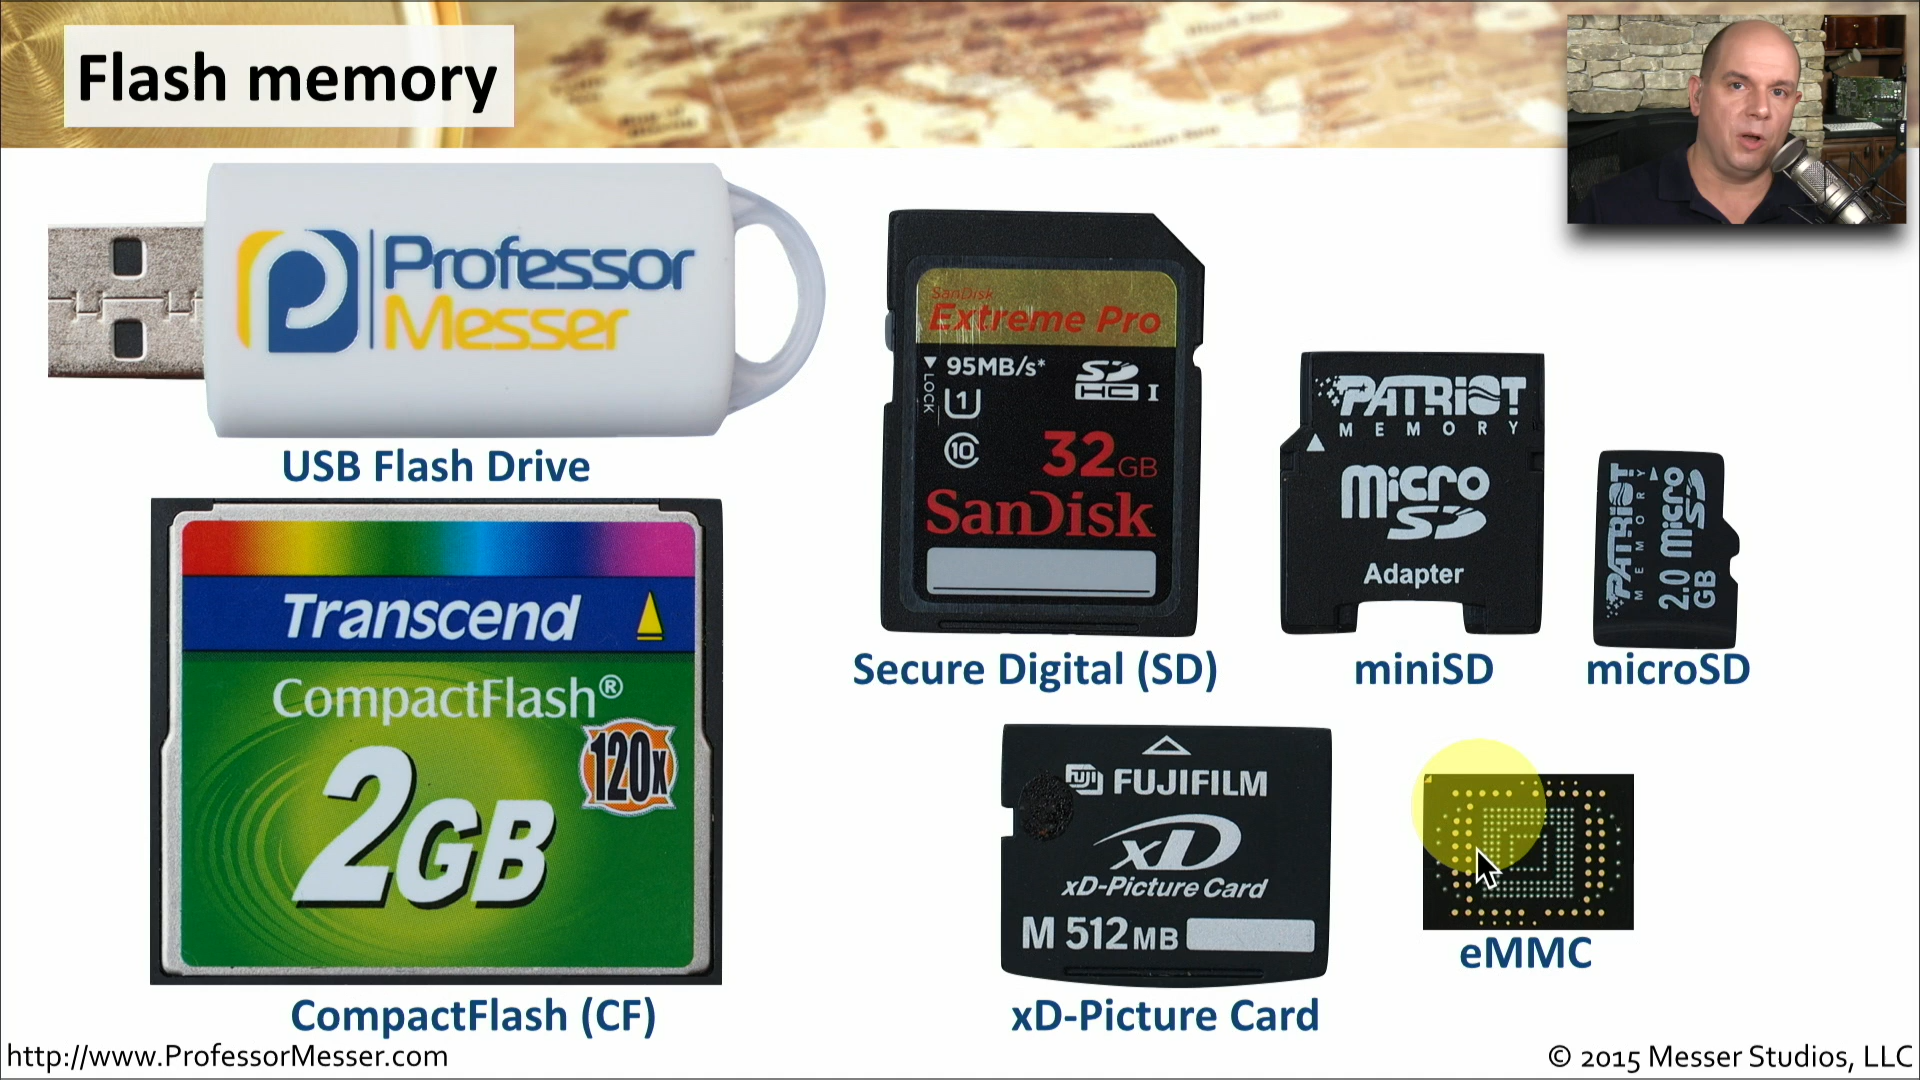 Flash memory
Professor
Messer
USB Flash Drive
Transcend
CompactFlash®
120x
2GB
CompactFlash (CF)
SanDisk
Extreme Pro
95MB/s*
LOCK
SD
HC I
1
10
32GB
SanDisk
Secure Digital (SD)
PATRIOT
MEMORY
Micro
SD
Adapter
miniSD
PATRIOT
MEMORY
2.0 Micro SD
GB
microSD
FUJI FUJIFILM
xD
xD-Picture Card
M 512MB
xD-Picture Card
eMMC
http://www.ProfessorMesser.com
© 2015 Messer Studios, LLC